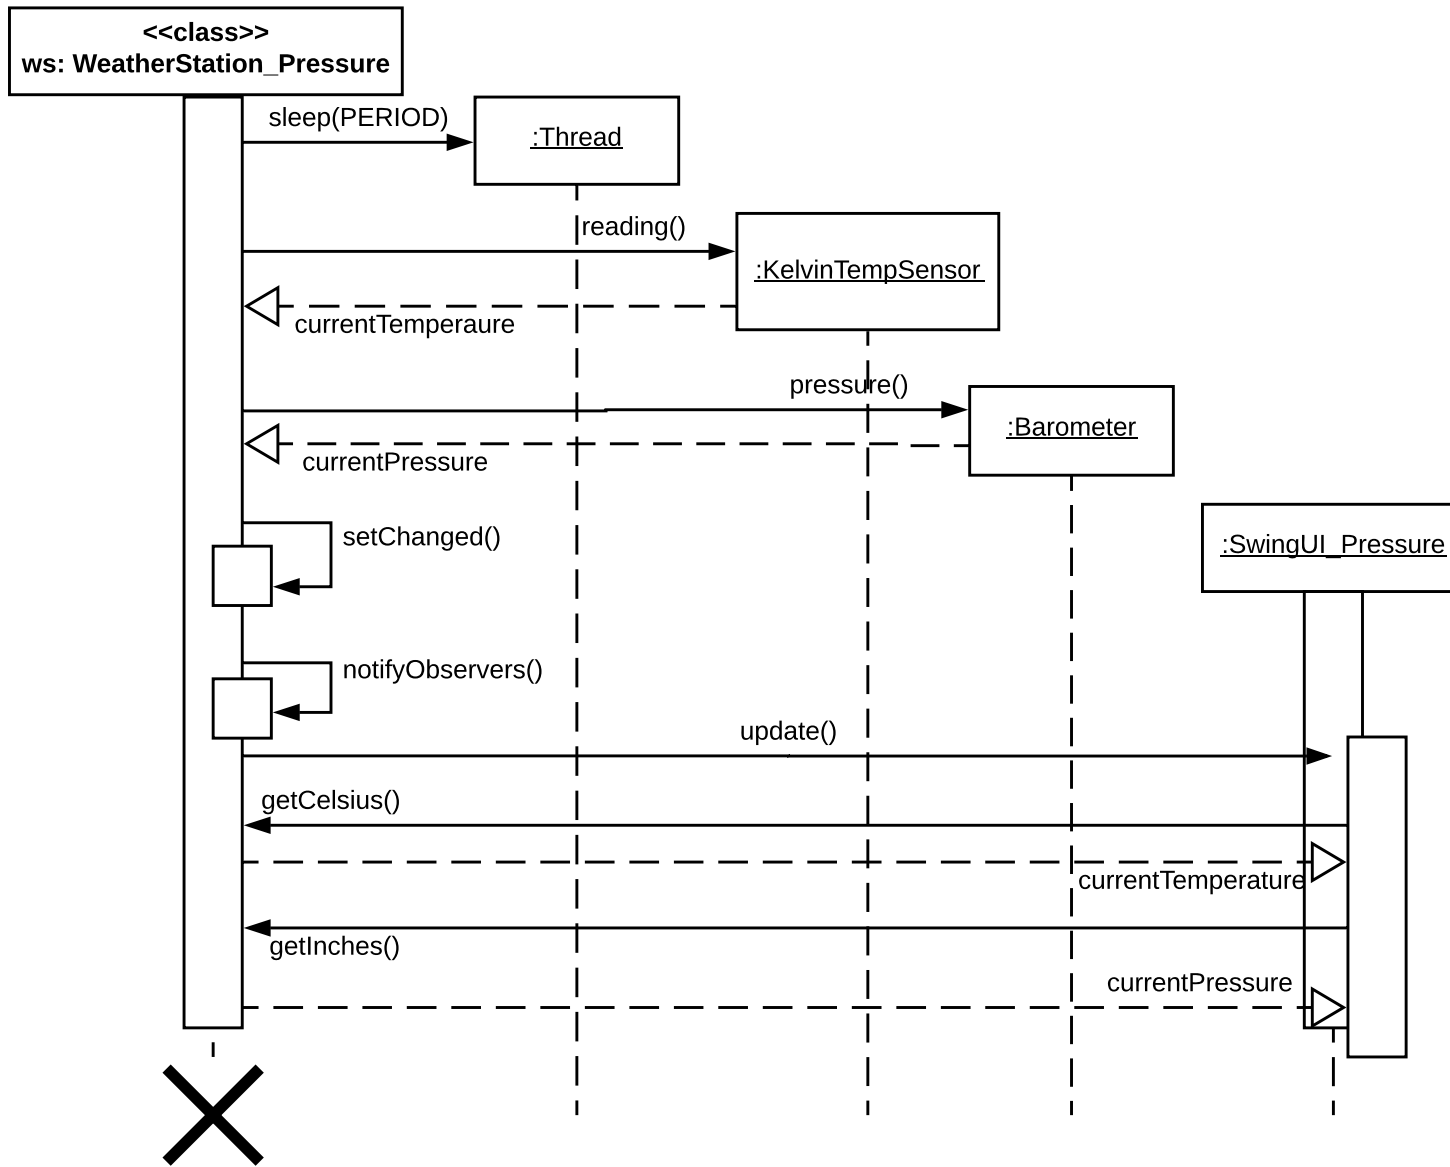 <<class>>
ws: WeatherStation_Pressure
sleep(PERIOD)
:Thread
reading()
:KelvinTempSensor
currentTemperaure
pressure()
:Barometer
currentPressure
setChanged()
:SwingUI_Pressure
notifyObservers()
update()
getCelsius()
currentTemperature
getInches()
currentPressure